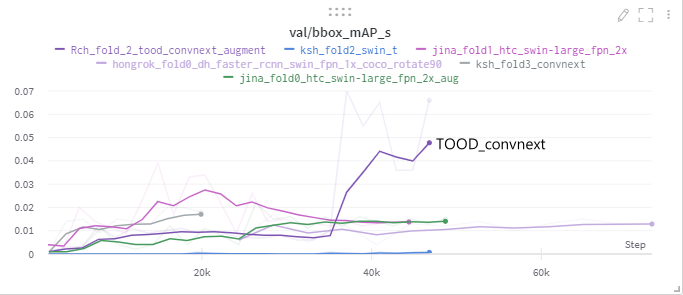 val/bbox_mAP_s
Rch_fold_2_tood_convnext_augment ksh_fold2_swin_t jina_fold1_htc_swin-large_fpn_2x
hongrok_fold0_dh_faster_rcnn_swin_fpn_1x_coco_rotate90 ksh_fold3_convnext
jina_fold0_htc_swin-large_fpn_2x_aug
0.07
0.06
0.05
TOOD_convnext
0.04
0.03
0.02
0.01
Step
0
20k 40k 60k